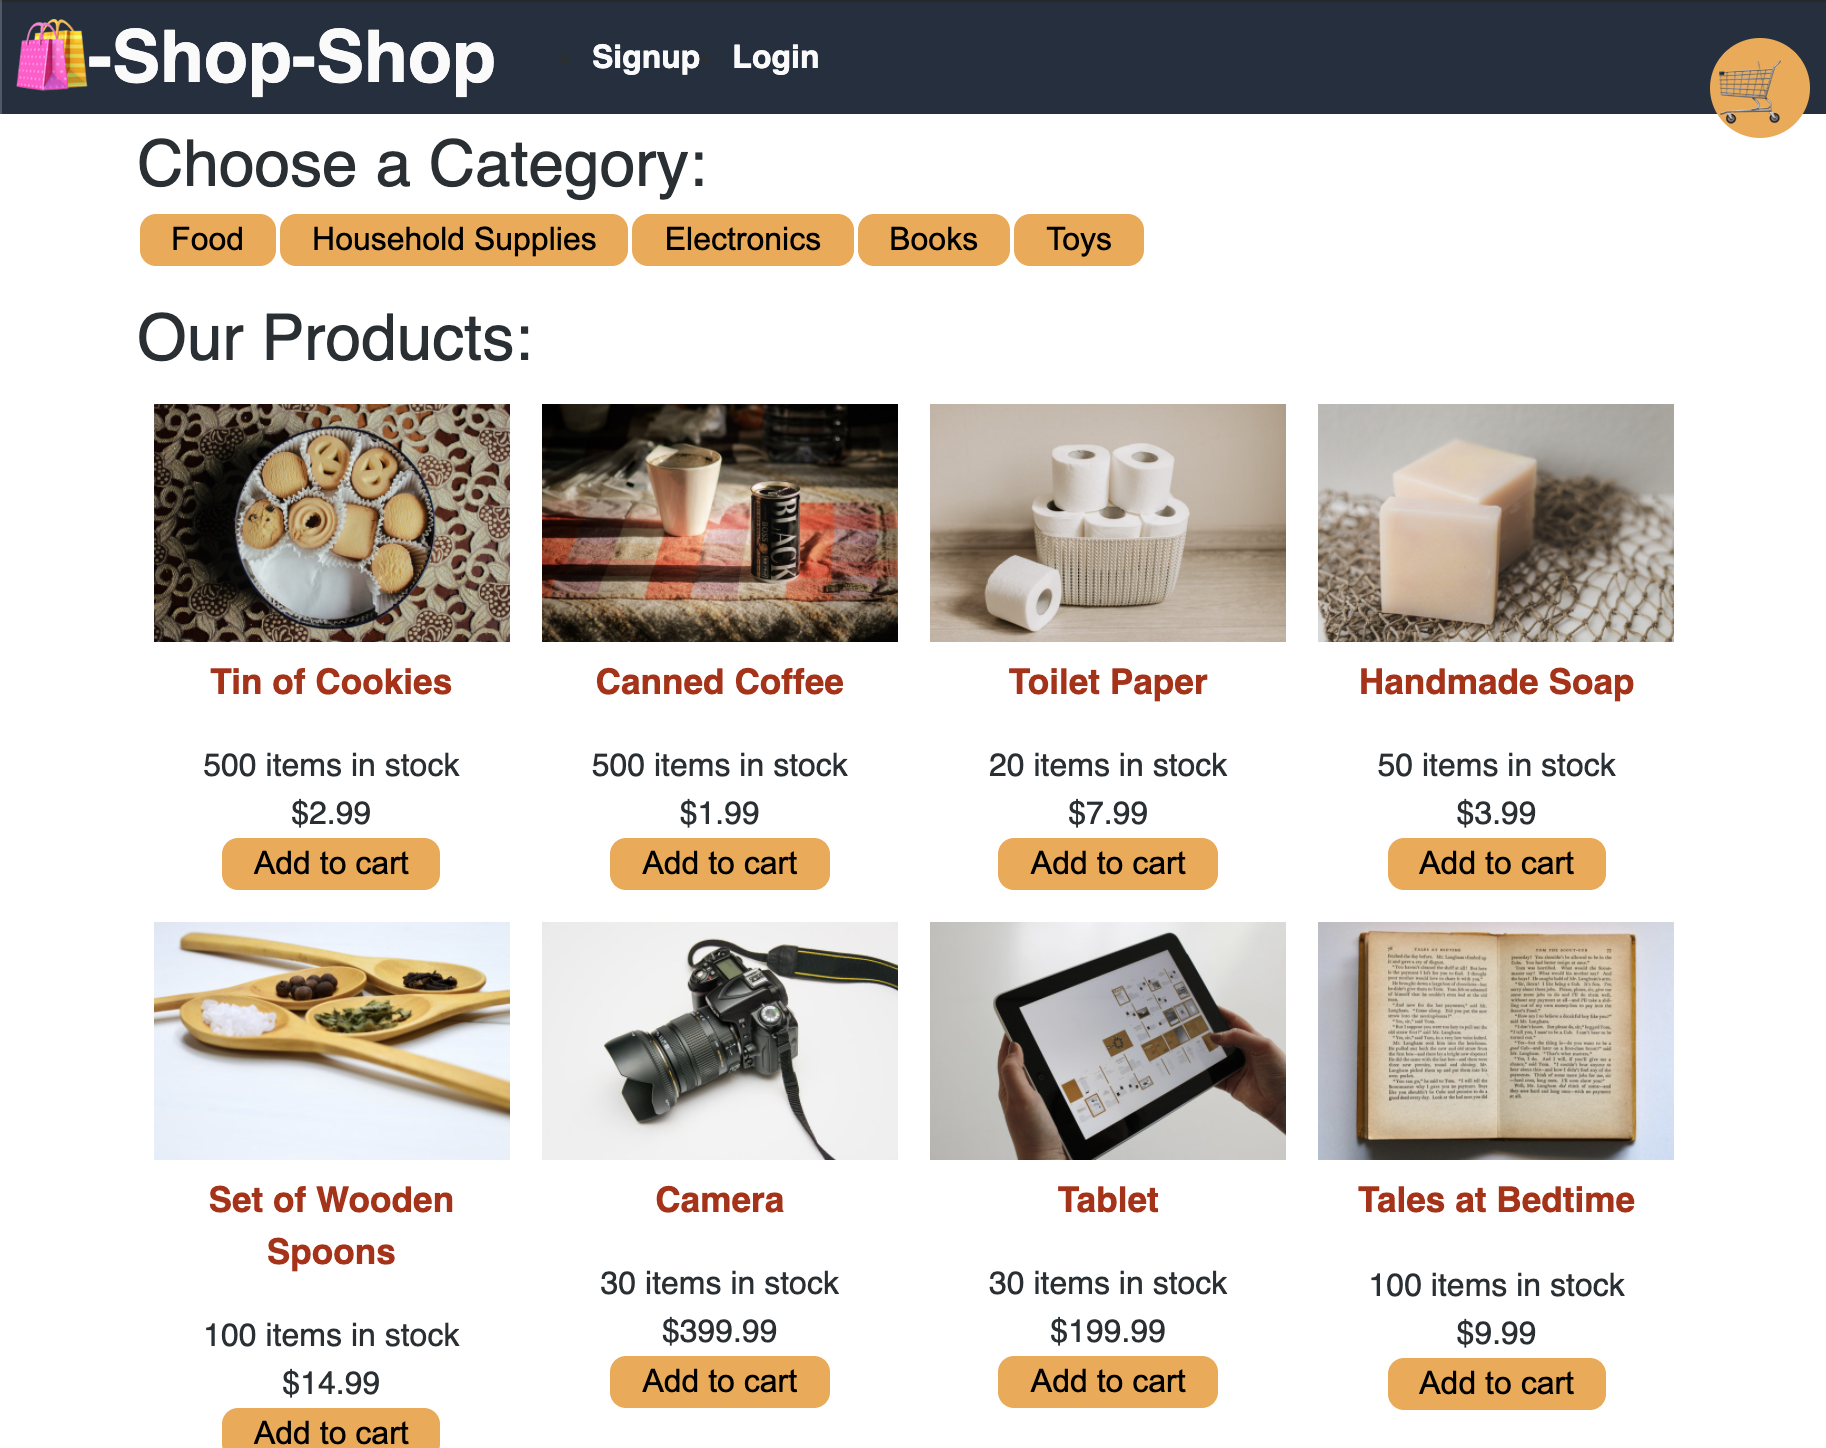 -Shop-Shop
Signup Login
Choose a Category:
Food Household Supplies Electronics Books Toys
Our Products:
BLACK
Tin of Cookies Canned Coffee Toilet Paper Handmade Soap
500 items in stock 500 items in stock 20 items in stock 50 items in stock
$2.99 $1.99 $7.99 $3.99
Add to cart Add to cart Add to cart Add to cart
TALES AT BEDTIME
Set of Wooden Spoons Camera Tablet Tales at Bedtime
100 items in stock 30 items in stock 30 items in stock 100 items in stock
$14.99 $399.99 $199.99 $9.99
Add to cart Add to cart Add to cart Add to cart